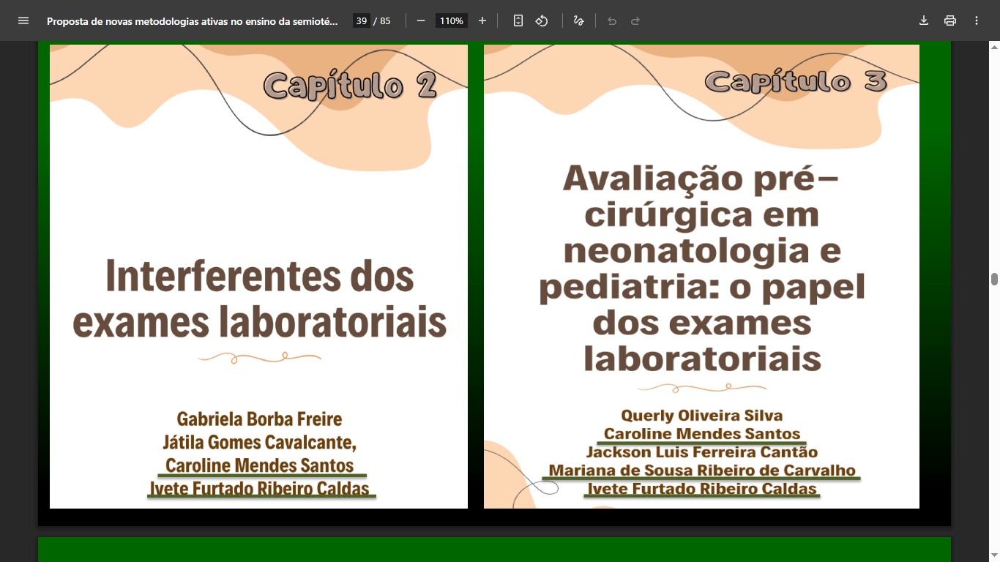 Proposta de novas metodologias ativas no ensino da semioté...
39 / 85
110%
Capítulo 2
Interferentes dos
exames laboratoriais
Gabriela Borba Freire
Játila Gomes Cavalcante,
Caroline Mendes Santos
Ivete Furtado Ribeiro Caldas
Capítulo 3
Avaliação pré-
cirúrgica em
neonatologia e
pediatria: o papel
dos exames
laboratoriais
Querly Oliveira Silva
Caroline Mendes Santos
Jackson Luis Ferreira Cantão
Mariana de Sousa Ribeiro de Carvalho
Ivete Furtado Ribeiro Caldas